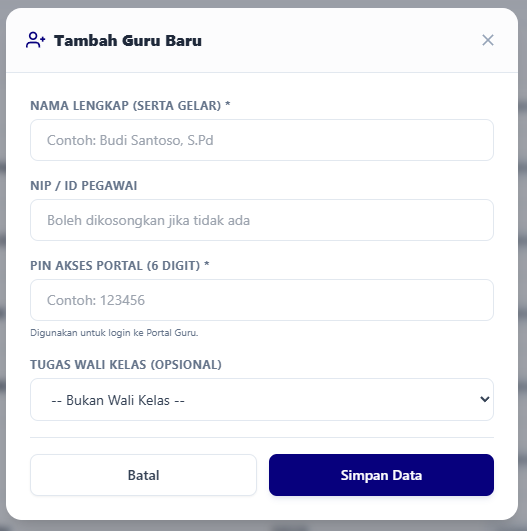 Tambah Guru Baru
NAMA LENGKAP (SERTA GELAR) *
Contoh: Budi Santoso, S.Pd
NIP / ID PEGAWAI
Boleh dikosongkan jika tidak ada
PIN AKSES PORTAL (6 DIGIT) *
Contoh: 123456
Digunakan untuk login ke Portal Guru.
TUGAS WALI KELAS (OPSIONAL)
-- Bukan Wali Kelas --
Batal
Simpan Data